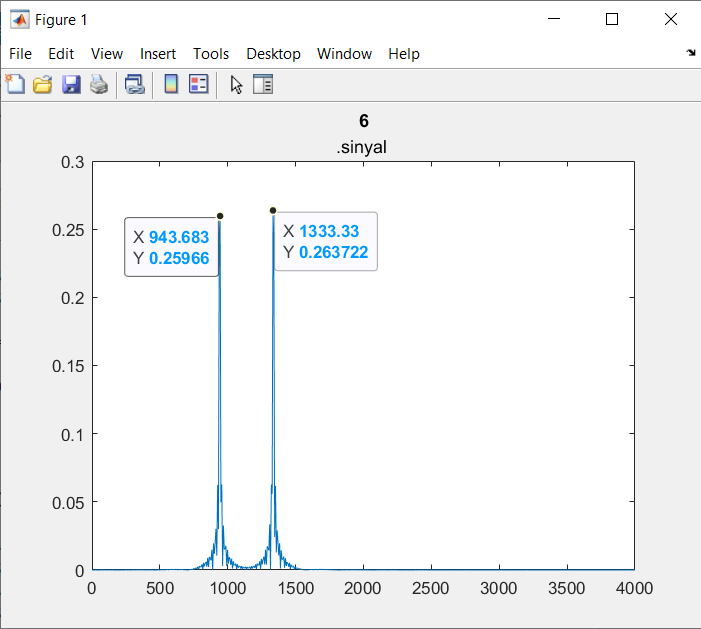 Figure 1
File Edit View Insert Tools Desktop Window Help
6
.sinyal
0.3
0.25
0.2
0.15
0.1
0.05
0
X 943.683
Y 0.25966
X 1333.33
Y 0.263722
0 500 1000 1500 2000 2500 3000 3500 4000